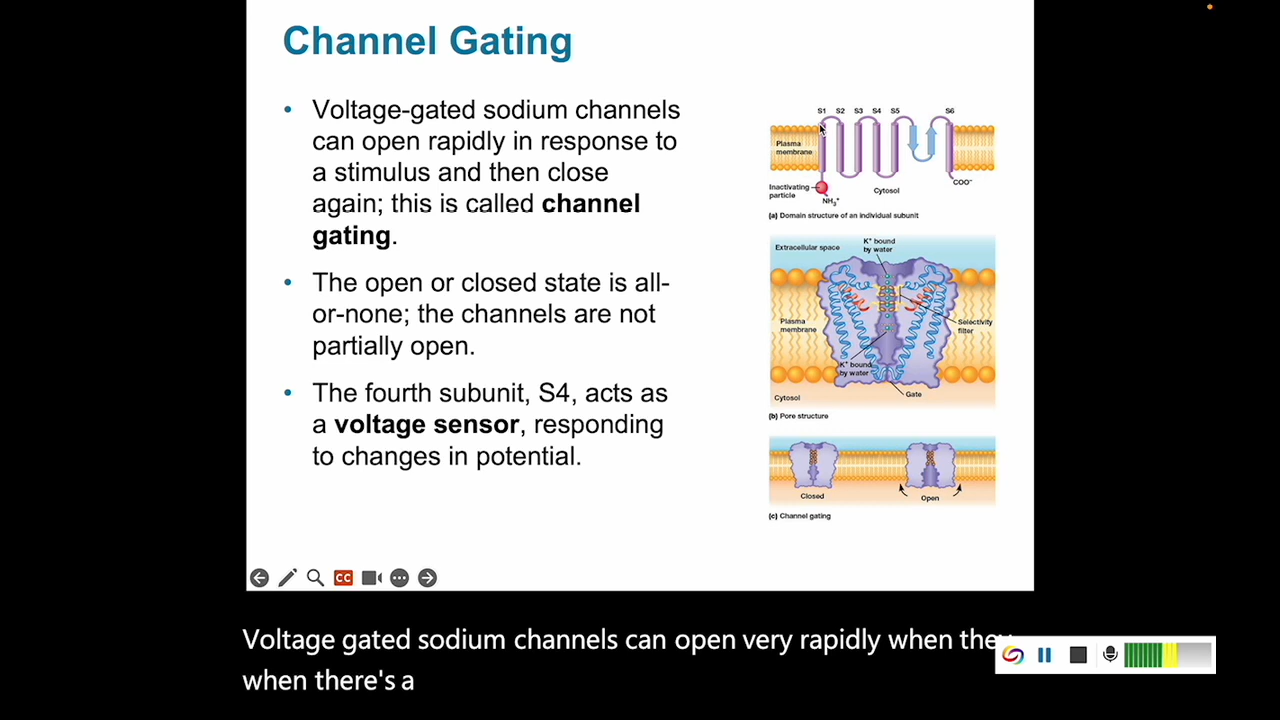 Channel Gating
• Voltage-gated sodium channels
can open rapidly in response to
a stimulus and then close
again; this is called channel
gating.
• The open or closed state is all-
or-none; the channels are not
partially open.
• The fourth subunit, S4, acts as
a voltage sensor, responding
to changes in potential.
S1 S2 S3 S4 S5 S6
Plasma
membrane
Inactivating
particle
NH₃⁺
Cytosol
COO⁻
(a) Domain structure of an individual subunit
Extracellular space
K⁺ bound
by water
Plasma
membrane
Selectivity
filter
K⁺ bound
by water
Gate
Cytosol
(b) Pore structure
Closed
Open
(c) Channel gating
CC
Voltage gated sodium channels can open very rapidly when they
when there's a